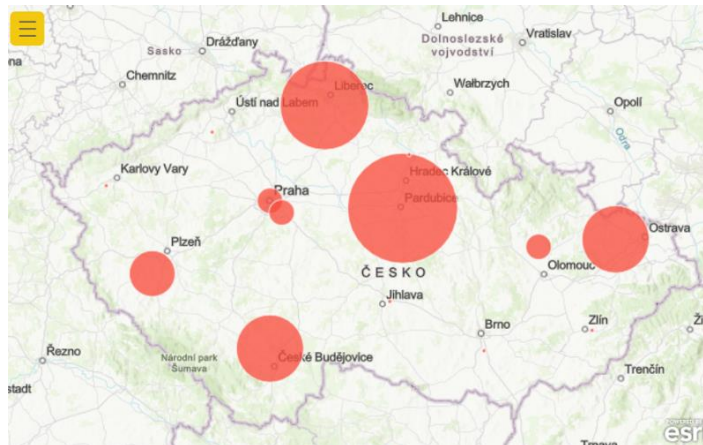 Lehnice
Drážďany
Sasko
Dolnoslezské
vojvodství
Vratislav
Chemnitz
Liberec
Wałbrzych
Ústí nad Labem
Opolí
Odra
Karlovy Vary
Hradec Králové
Praha
Pardubice
Plzeň
Ostrava
Olomouc
ČESKO
Jihlava
Brno
Zlín
Řezno
Národní park
Šumava
České Budějovice
Trenčín
Trnava
esri